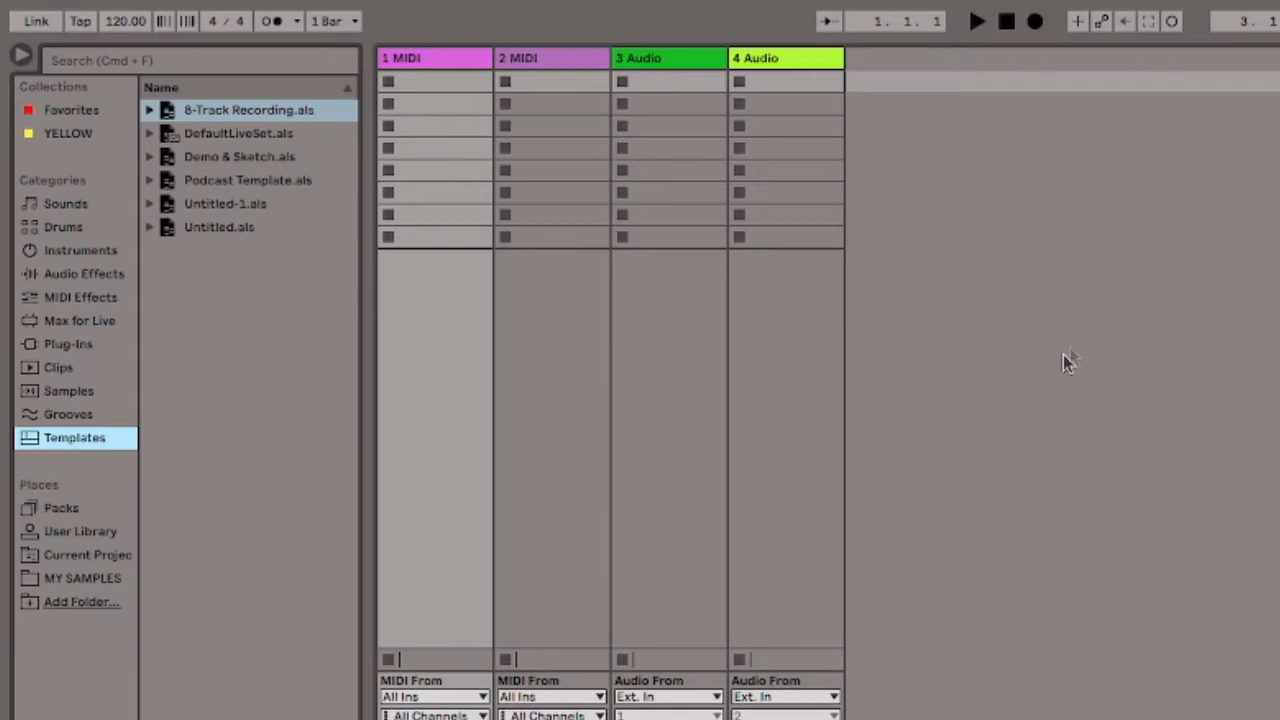 Link Tap 120.00 4 / 4 1 Bar 1. 1. 1 3. 1
Search (Cmd + F)
Collections
Favorites
YELLOW
Categories
Sounds
Drums
Instruments
Audio Effects
MIDI Effects
Max for Live
Plug-Ins
Clips
Samples
Grooves
Templates
Places
Packs
User Library
Current Projec
MY SAMPLES
Add Folder...
Name
8-Track Recording.als
DefaultLiveSet.als
Demo & Sketch.als
Podcast Template.als
Untitled-1.als
Untitled.als
1 MIDI 2 MIDI 3 Audio 4 Audio
MIDI From MIDI From Audio From Audio From
All Ins All Ins Ext. In Ext. In
All Channels All Channels 1 2